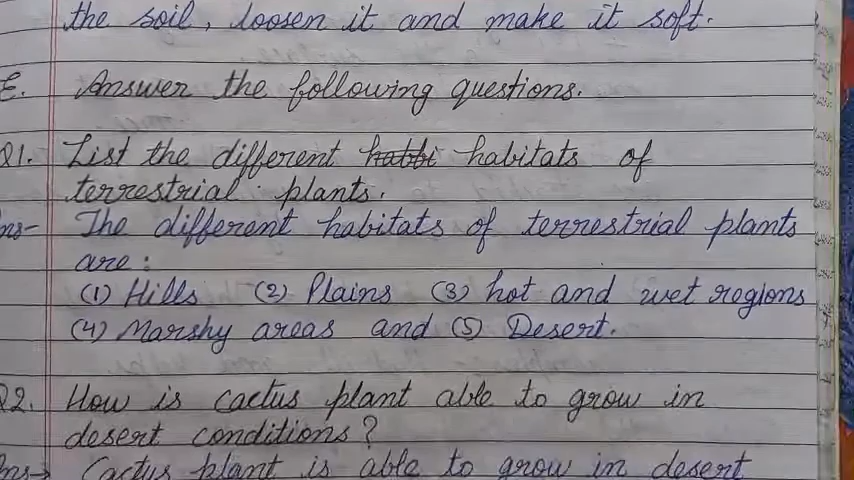 the soil, loosen it and make it soft.
E. Answer the following questions.
Q1. List the different habitats of
terrestrial plants.
Ans- The different habitats of terrestrial plants
are:
(1) Hills (2) Plains (3) hot and wet regions
(4) Marshy areas and (5) Desert.
Q2. How is cactus plant able to grow in
desert conditions?
Ans→ Cactus plant is able to grow in desert